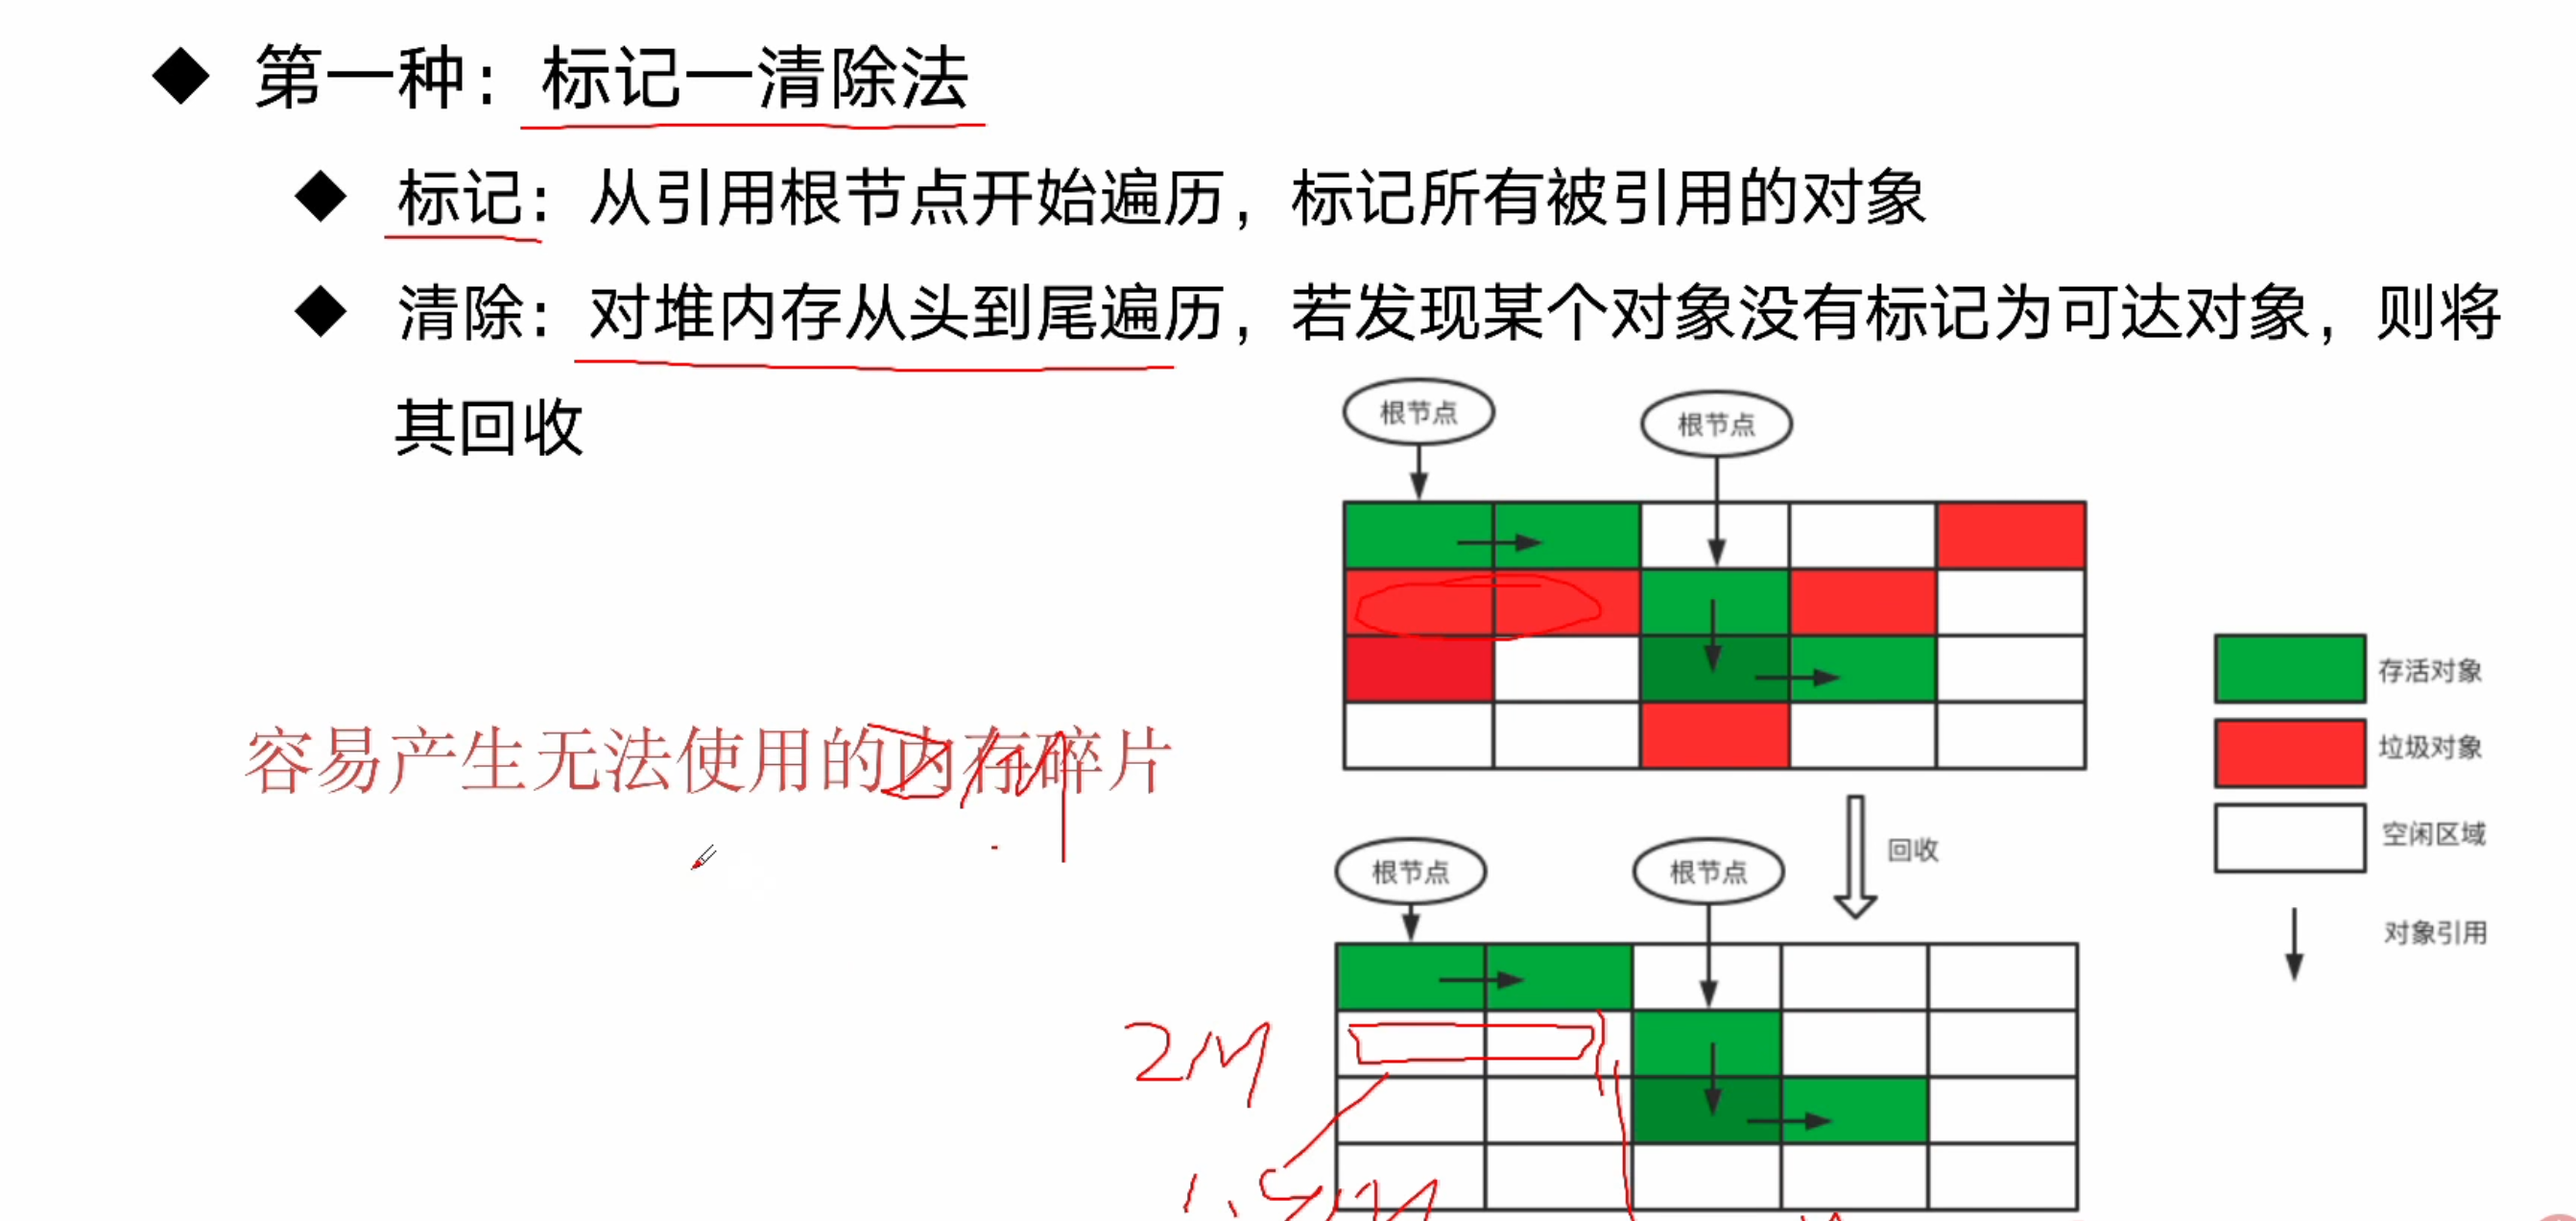 ◆ 第一种：标记—清除法
◆ 标记：从引用根节点开始遍历，标记所有被引用的对象
◆ 清除：对堆内存从头到尾遍历，若发现某个对象没有标记为可达对象，则将
其回收
根节点
根节点
存活对象
垃圾对象
容易产生无法使用的内存碎片
空闲区域
回收
根节点
根节点
对象引用
2M